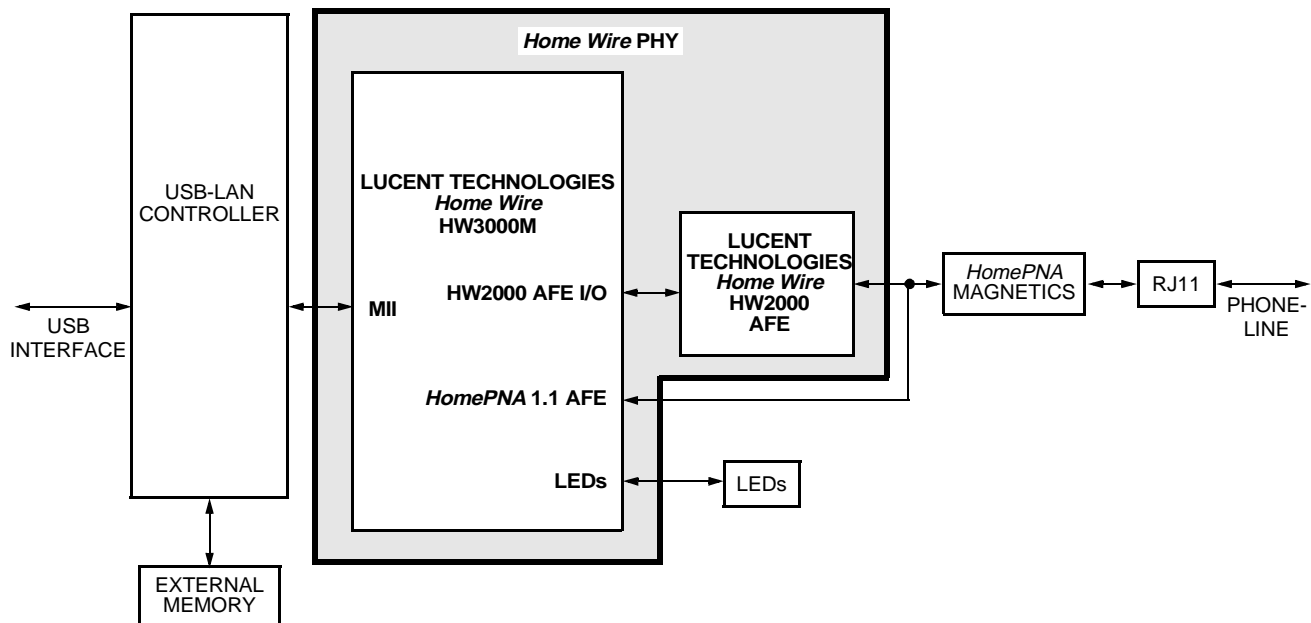 Home Wire PHY
USB-LAN
CONTROLLER
LUCENT TECHNOLOGIES
Home Wire
HW3000M
LUCENT
TECHNOLOGIES
Home Wire
HW2000
AFE
HW2000 AFE I/O
MII
HomePNA
MAGNETICS
RJ11
USB
INTERFACE
PHONE-
LINE
HomePNA 1.1 AFE
LEDs
LEDs
EXTERNAL
MEMORY